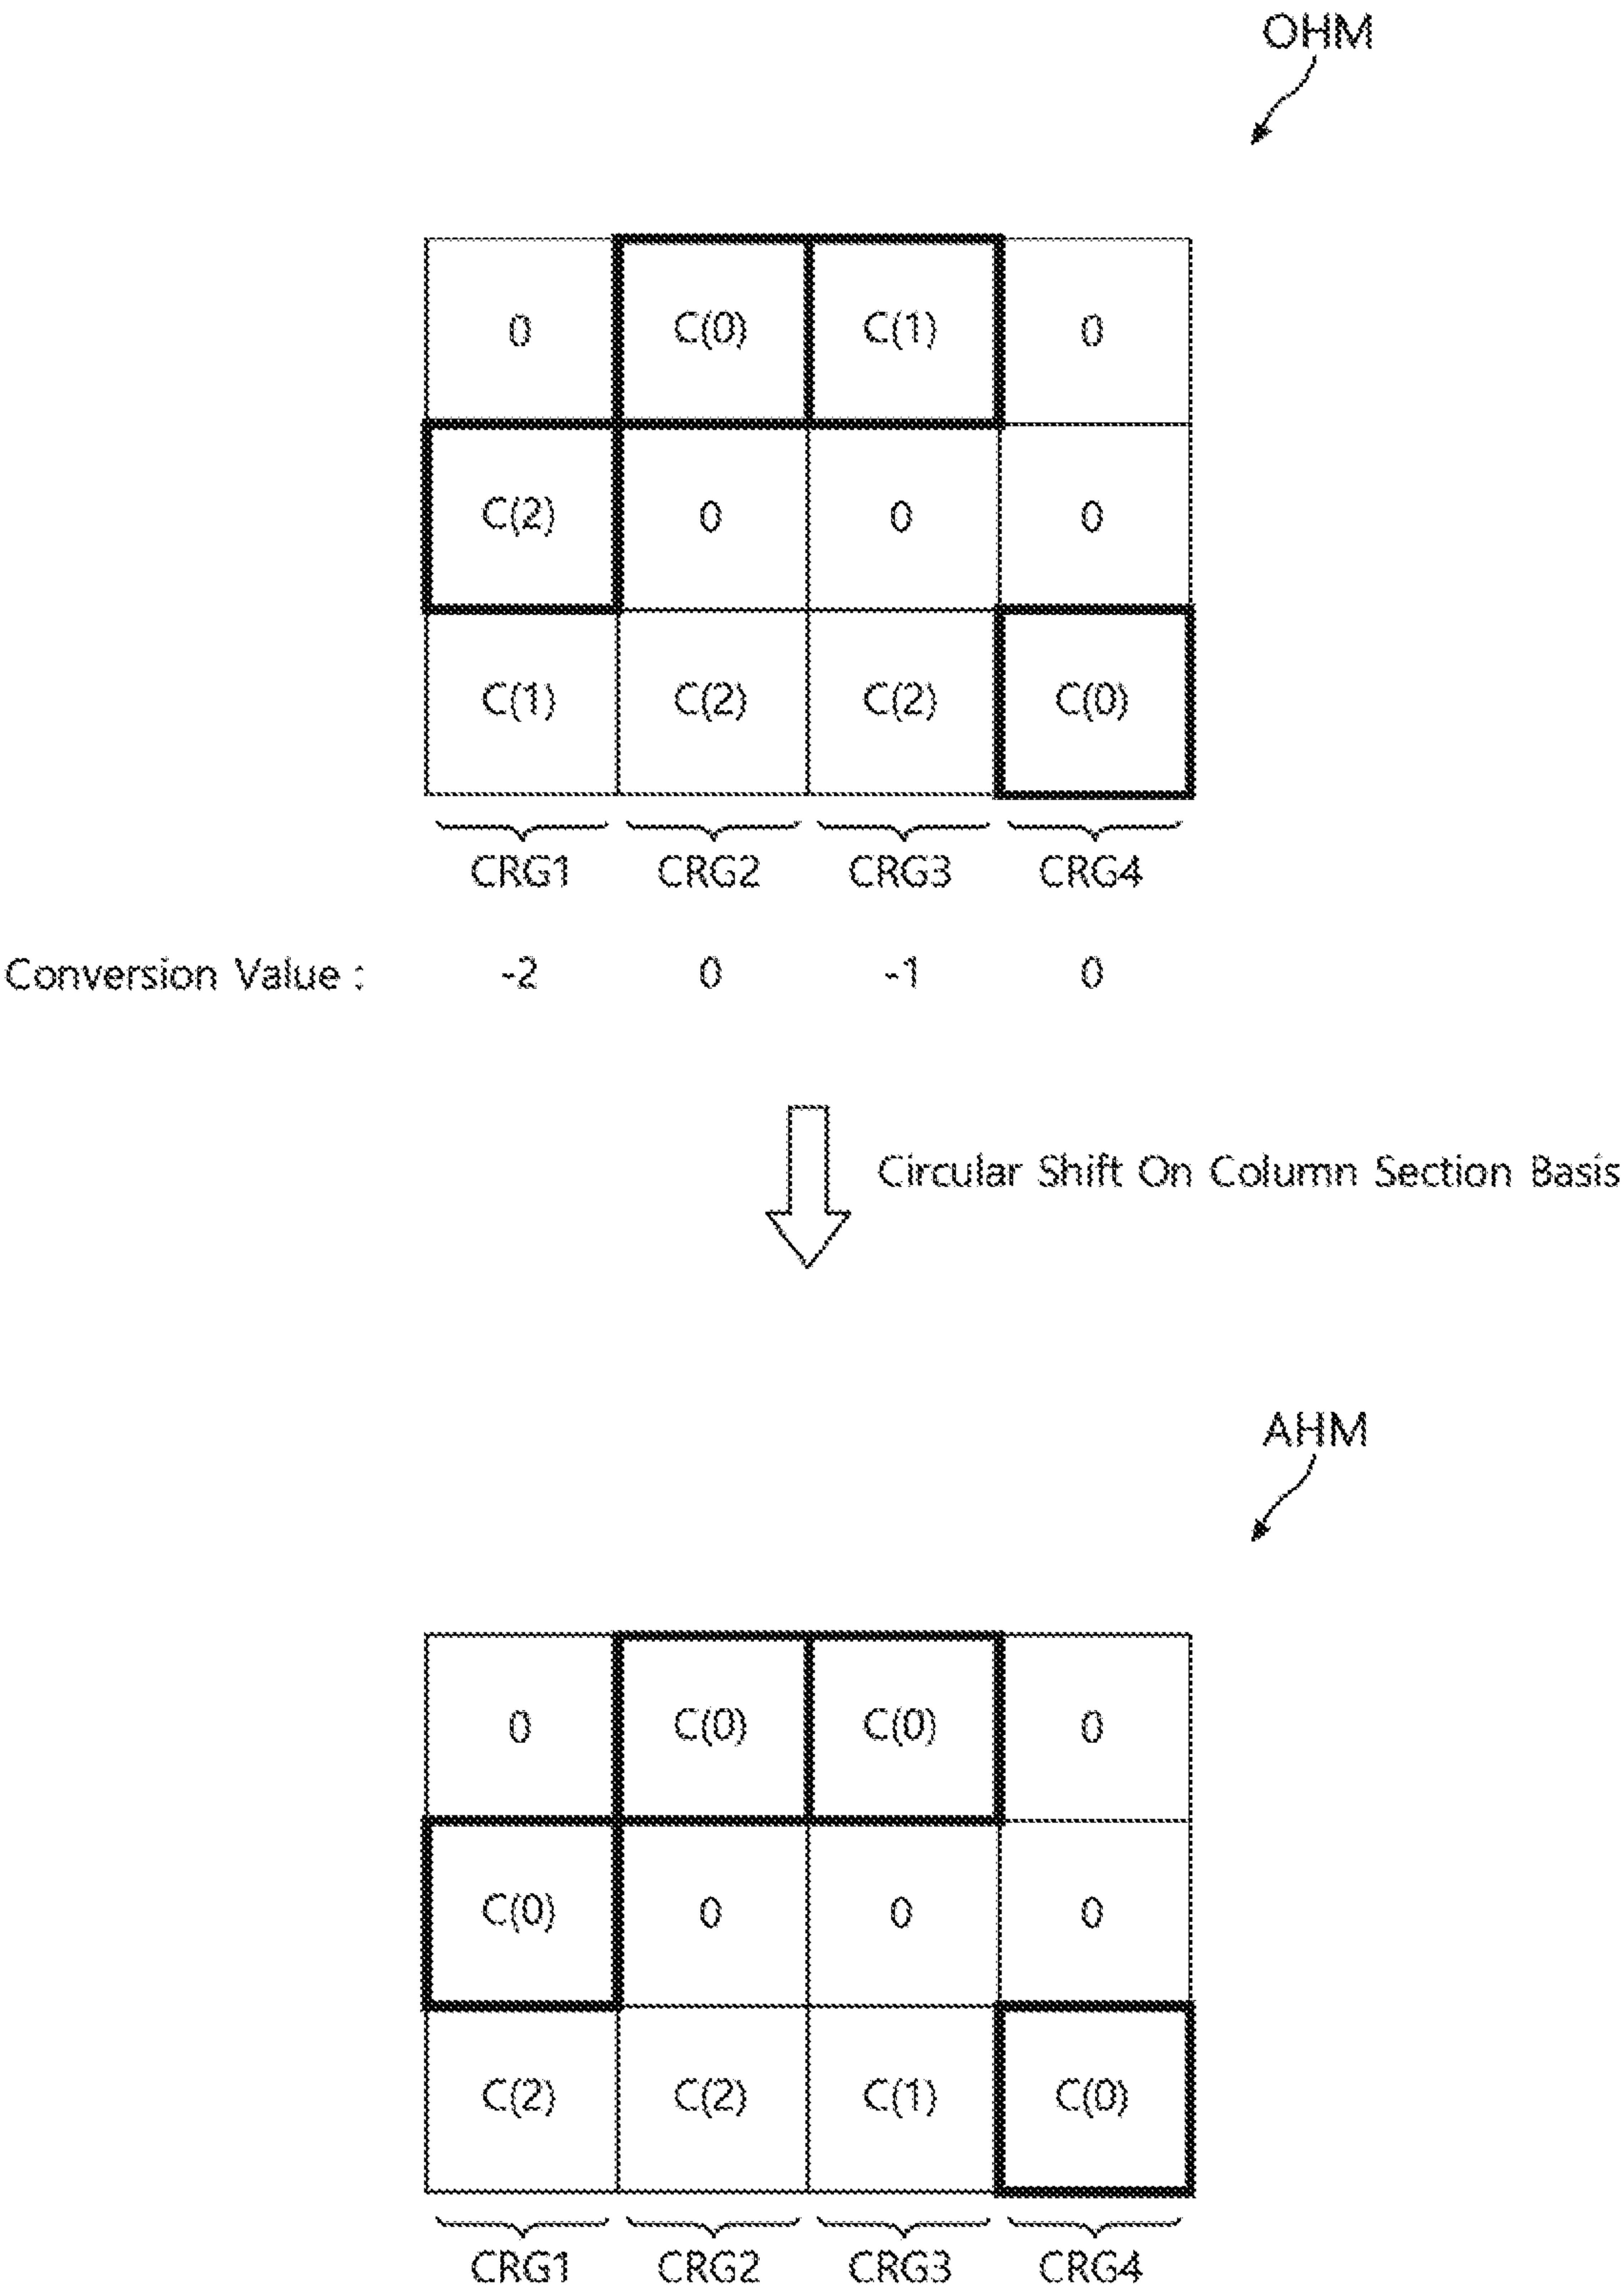 OHM
0 C(0) C(1) 0
C(2) 0 0 0
C(1) C(2) C(2) C(0)
CRG1 CRG2 CRG3 CRG4
Conversion Value : -2 0 -1 0
Circular Shift On Column Section Basis
AHM
0 C(0) C(0) 0
C(0) 0 0 0
C(2) C(2) C(1) C(0)
CRG1 CRG2 CRG3 CRG4